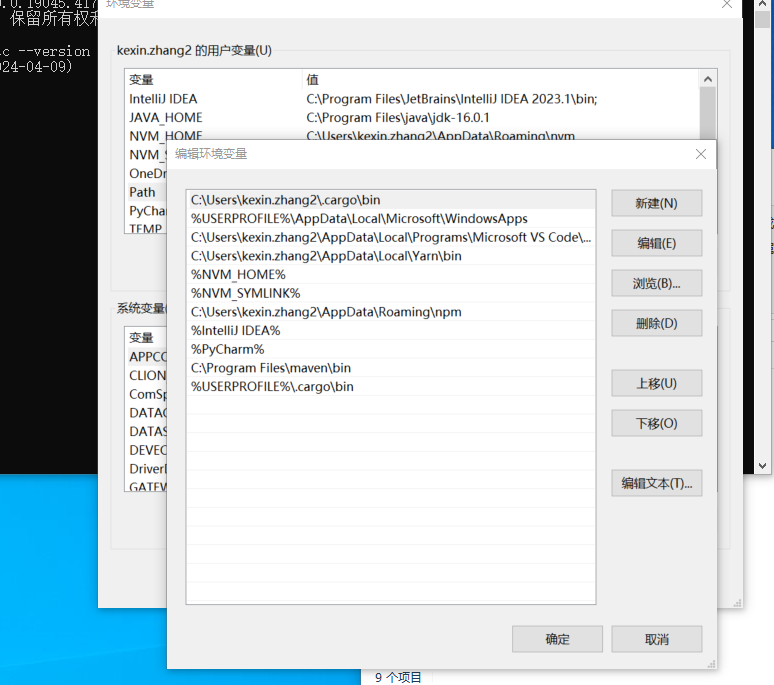 .0.19045.417
保留所有权利
c --version
024-04-09)
环境变量
kexin.zhang2 的用户变量(U)
变量 值
IntelliJ IDEA C:\Program Files\JetBrains\IntelliJ IDEA 2023.1\bin;
JAVA_HOME C:\Program Files\java\jdk-16.0.1
NVM_HOME C:\Users\kexin.zhang2\AppData\Roaming\nvm
NVM_S
OneDr
Path
PyChar
TEMP
系统变量(
变量
APPCO
CLION
ComSp
DATAG
DATAS
DEVEC
DriverD
GATEW
编辑环境变量
C:\Users\kexin.zhang2\.cargo\bin
%USERPROFILE%\AppData\Local\Microsoft\WindowsApps
C:\Users\kexin.zhang2\AppData\Local\Programs\Microsoft VS Code\...
C:\Users\kexin.zhang2\AppData\Local\Yarn\bin
%NVM_HOME%
%NVM_SYMLINK%
C:\Users\kexin.zhang2\AppData\Roaming\npm
%IntelliJ IDEA%
%PyCharm%
C:\Program Files\maven\bin
%USERPROFILE%\.cargo\bin
新建(N)
编辑(E)
浏览(B)...
删除(D)
上移(U)
下移(O)
编辑文本(T)...
确定
取消
9 个项目